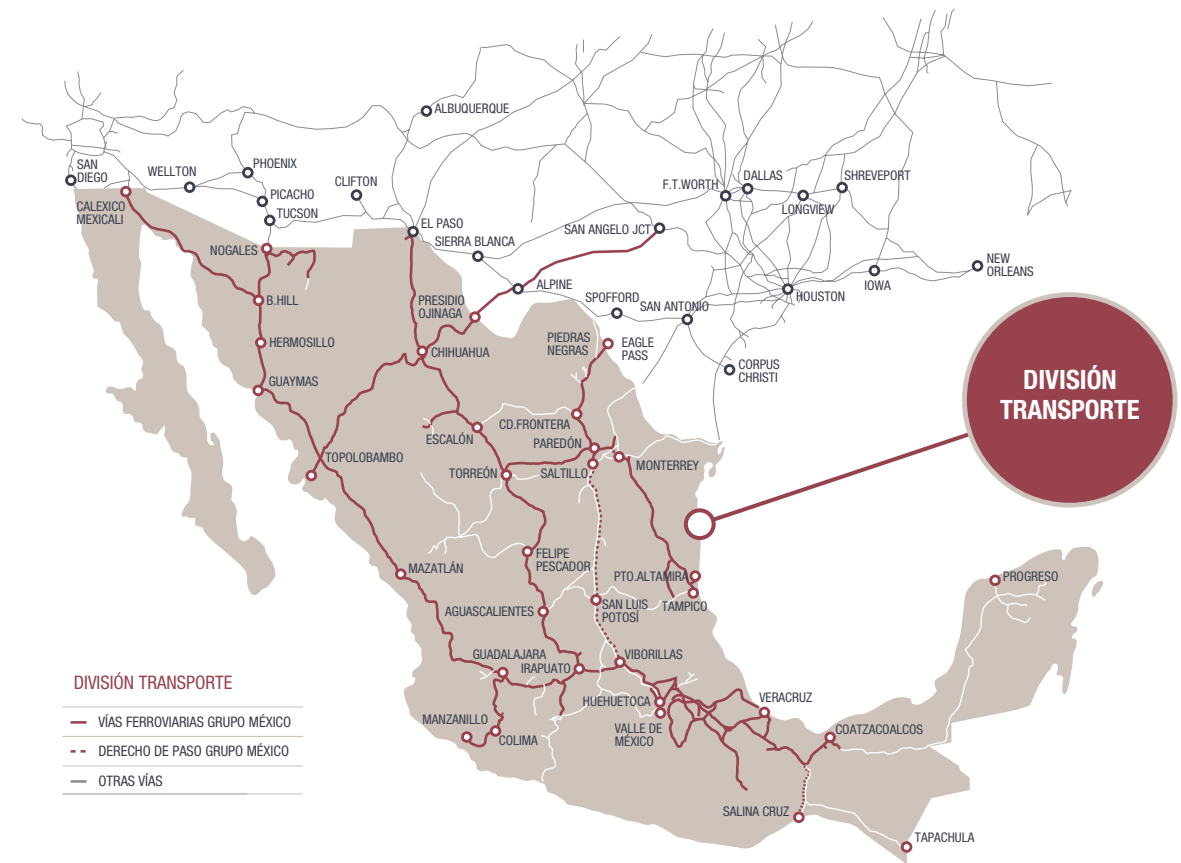 ALBUQUERQUE
SAN
DIEGO
WELLTON
PHOENIX
CLIFTON
PICACHO
TUCSON
CALEXICO
MEXICALI
NOGALES
EL PASO
SIERRA BLANCA
SAN ANGELO JCT
F.T.WORTH
DALLAS
LONGVIEW
SHREVEPORT
NEW
ORLEANS
IOWA
HOUSTON
ALPINE
SPOFFORD
SAN ANTONIO
CORPUS
CHRISTI
B.HILL
PRESIDIO
OJINAGA
HERMOSILLO
CHIHUAHUA
PIEDRAS
NEGRAS
EAGLE
PASS
GUAYMAS
DIVISIÓN
TRANSPORTE
CD.FRONTERA
ESCALÓN
PAREDÓN
TOPOLOBAMBO
TORREÓN
SALTILLO
MONTERREY
MAZATLÁN
FELIPE
PESCADOR
PTO.ALTAMIRA
TAMPICO
PROGRESO
AGUASCALIENTES
SAN LUIS
POTOSÍ
GUADALAJARA
IRAPUATO
VIBORILLAS
HUEHUETOCA
VALLE DE
MÉXICO
VERACRUZ
MANZANILLO
COLIMA
COATZACOALCOS
SALINA CRUZ
TAPACHULA
DIVISIÓN TRANSPORTE
VÍAS FERROVIARIAS GRUPO MÉXICO
DERECHO DE PASO GRUPO MÉXICO
OTRAS VÍAS